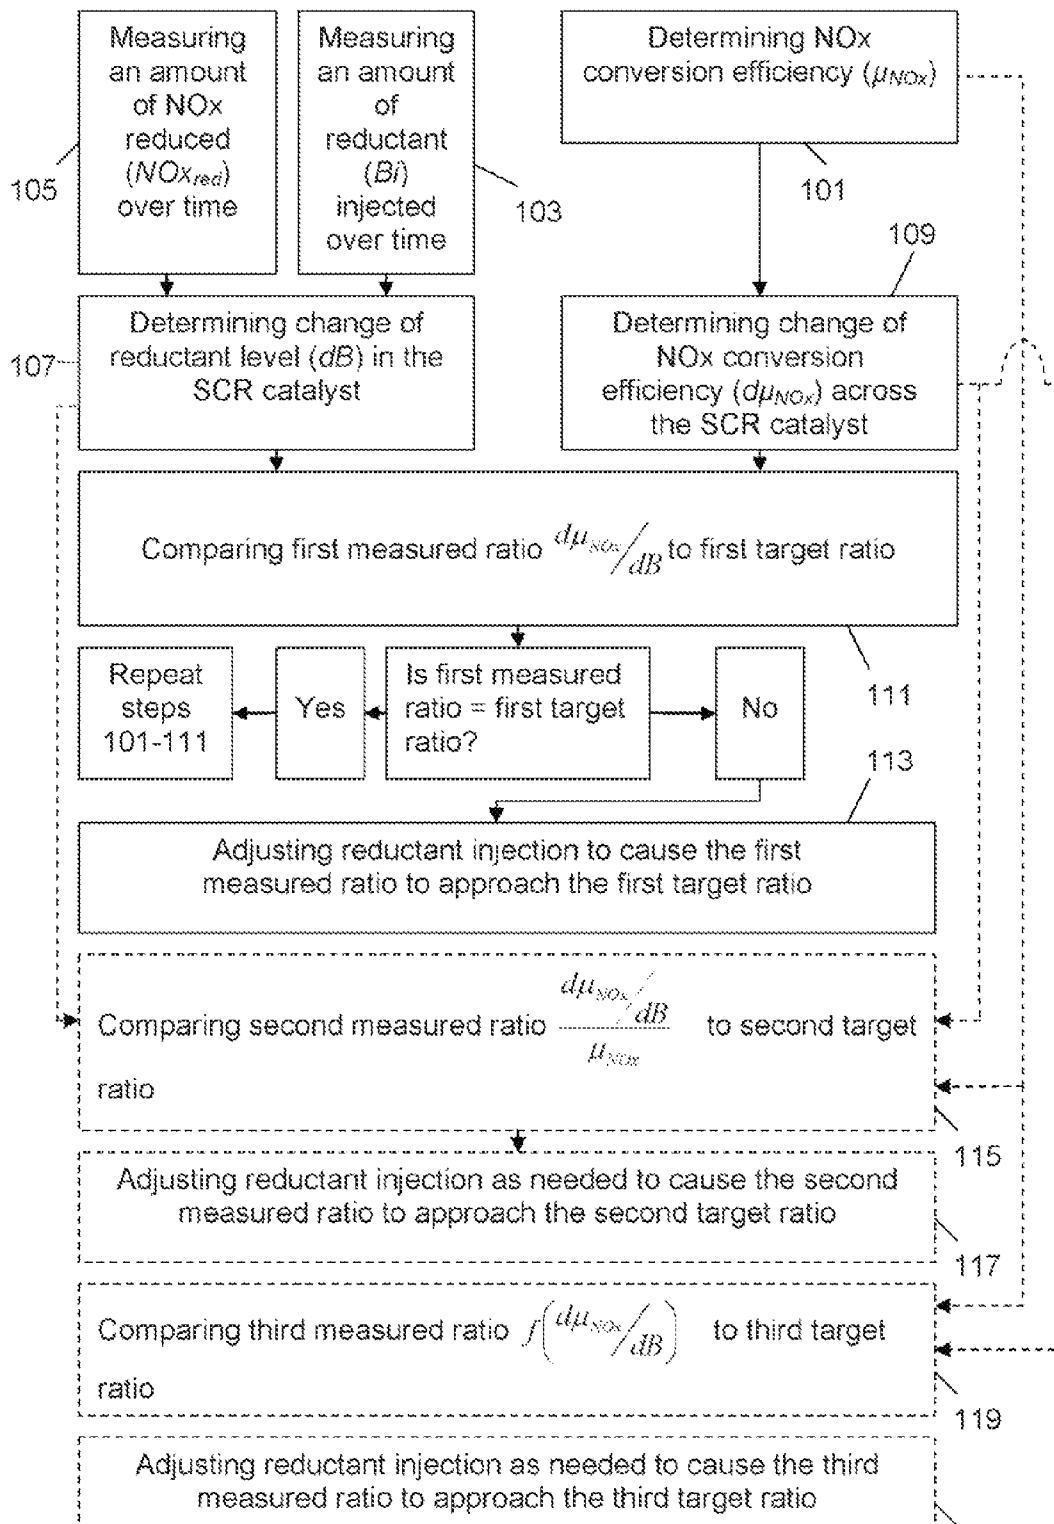 Measuring
an amount
of NOx
reduced
(NOx_red)
over time
105
Measuring
an amount
of
reductant
(Bi)
injected
over time
103
Determining NOx
conversion efficiency (μ_NOx)
101
109
Determining change of
reductant level (dB) in the
SCR catalyst
107
Determining change of
NOx conversion
efficiency (dμ_NOx) across
the SCR catalyst
Comparing first measured ratio dμ_NOx/dB to first target ratio
111
Repeat
steps
101-111
Yes
Is first measured
ratio = first target
ratio?
No
113
Adjusting reductant injection to cause the first
measured ratio to approach the first target ratio
Comparing second measured ratio (dμ_NOx/dB)/μ_NOx to second target
ratio
115
Adjusting reductant injection as needed to cause the second
measured ratio to approach the second target ratio
117
Comparing third measured ratio f(dμ_NOx/dB) to third target
ratio
119
Adjusting reductant injection as needed to cause the third
measured ratio to approach the third target ratio